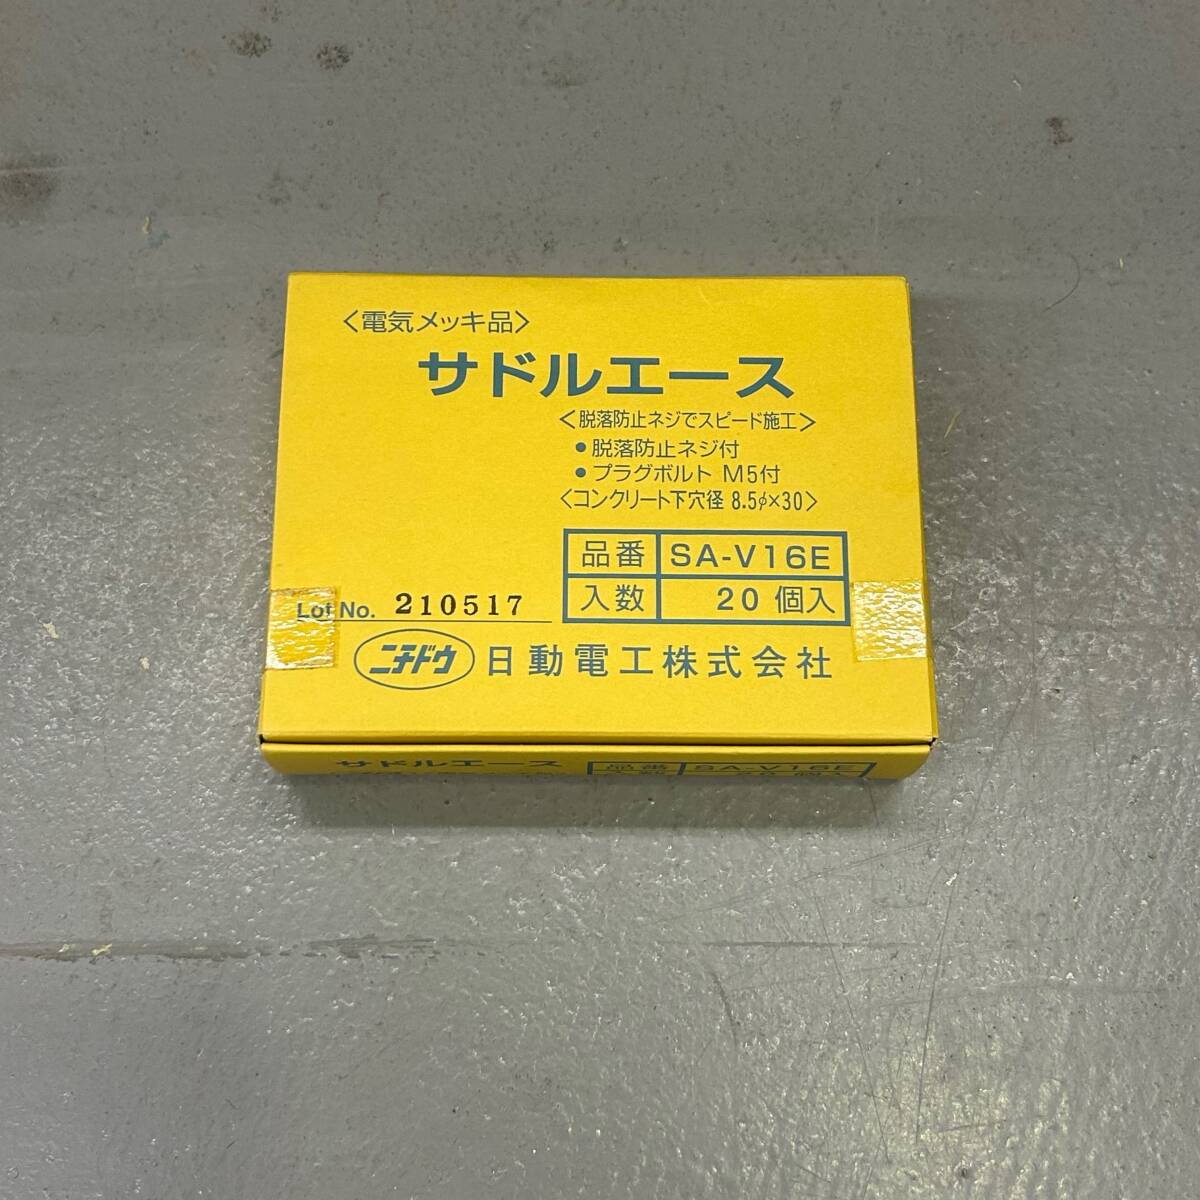 〈電気メッキ品〉
サドルエース
〈脱落防止ネジでスピード施工〉
● 脱落防止ネジ付
● プラグボルト M5付
〈コンクリート下穴径 8.5φ×30〉
品番 SA-V16E
入数 20 個入
Lot No. 210517
ニチドウ 日動電工株式会社
サドルエース 品番 SA-V16E